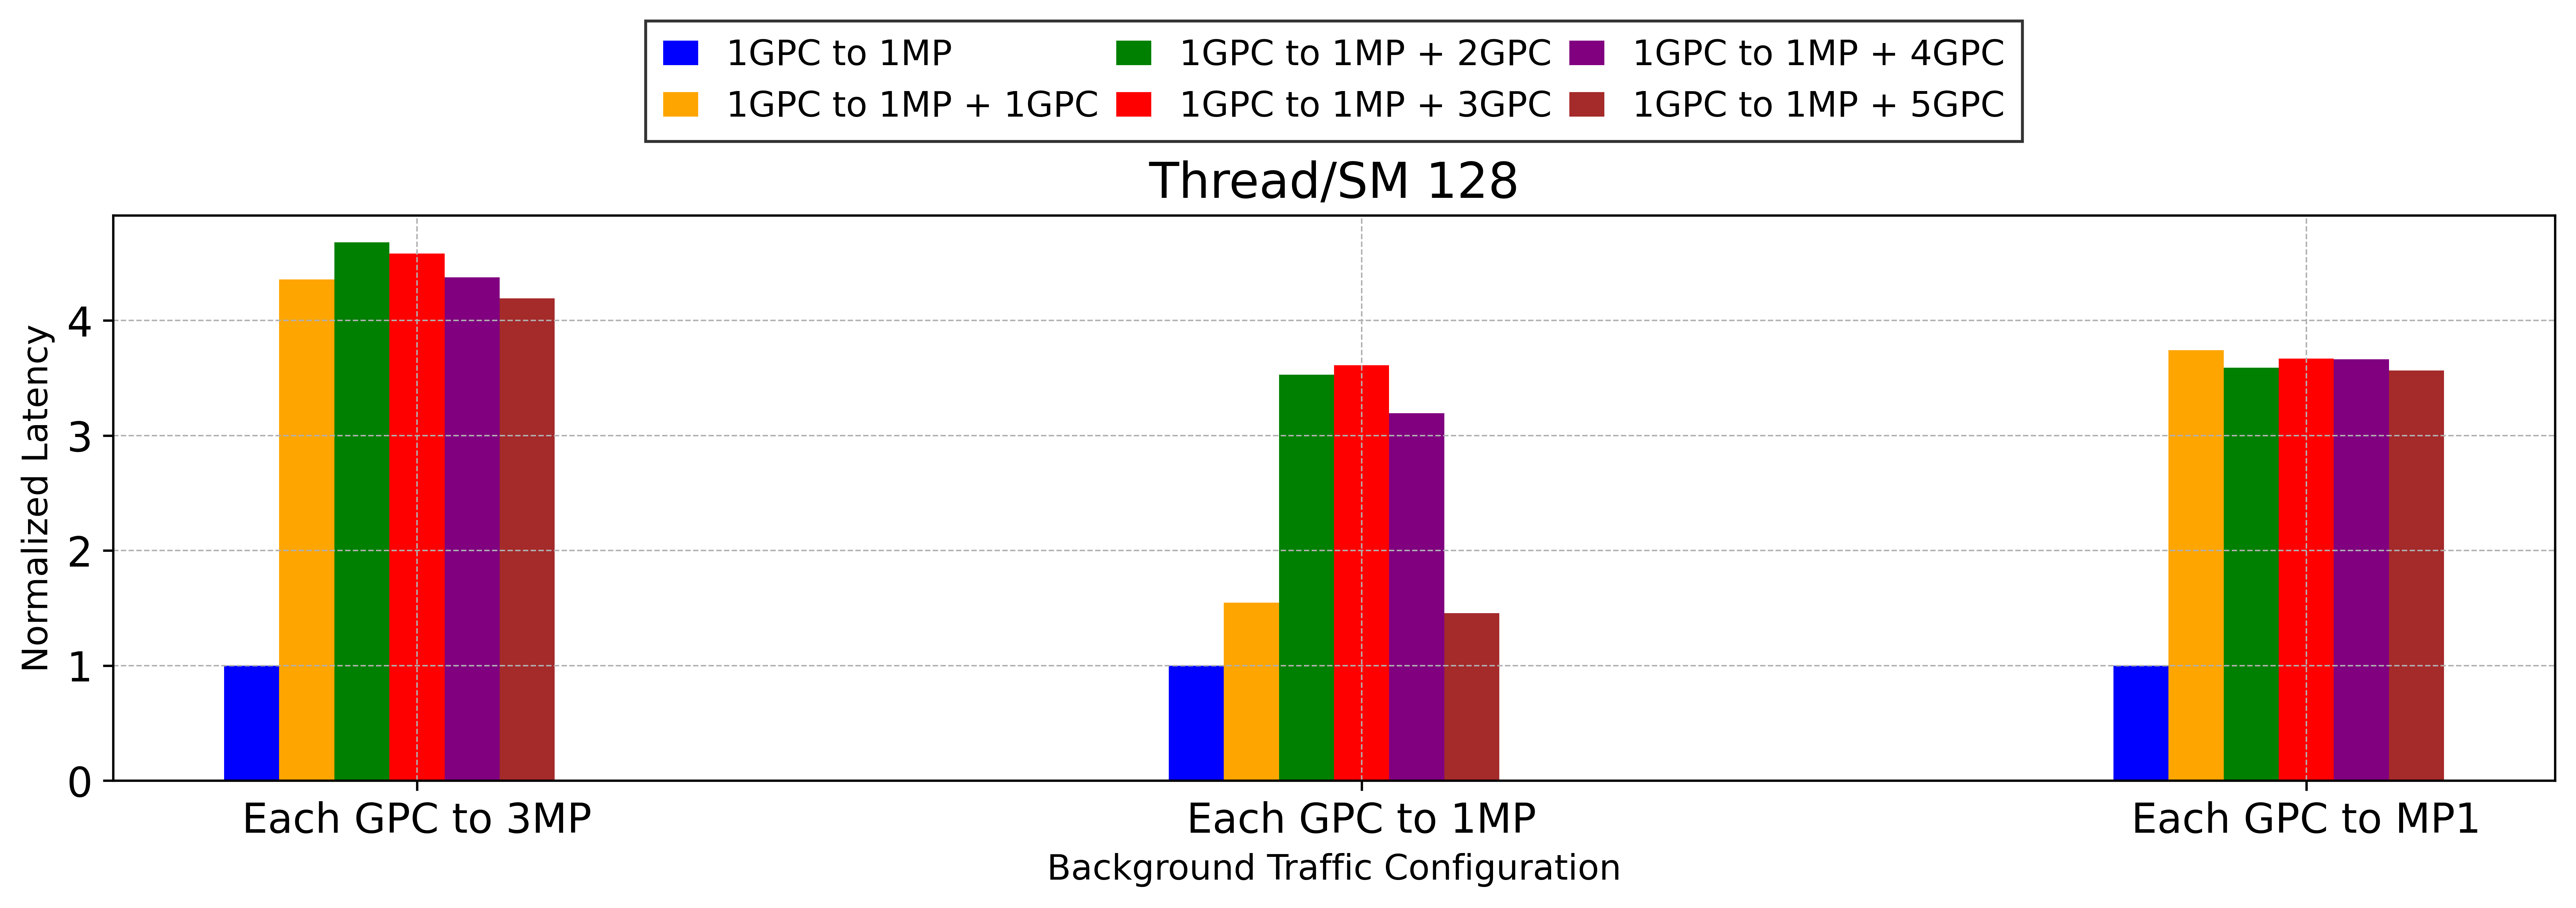 1GPC to 1MP
1GPC to 1MP + 1GPC
1GPC to 1MP + 2GPC
1GPC to 1MP + 3GPC
1GPC to 1MP + 4GPC
1GPC to 1MP + 5GPC
Thread/SM 128
Normalized Latency
4
3
2
1
0
Each GPC to 3MP
Each GPC to 1MP
Each GPC to MP1
Background Traffic Configuration